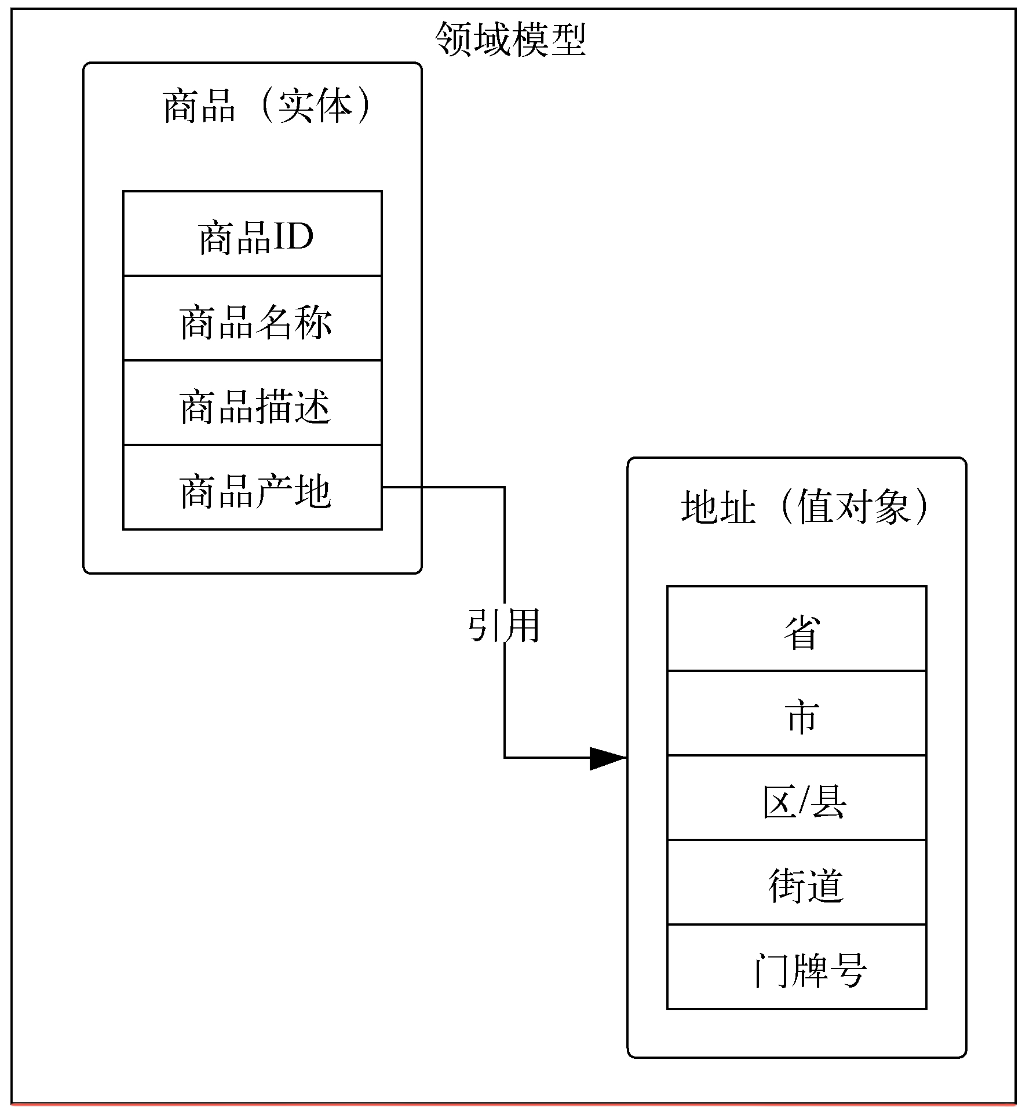 领域模型
商品（实体）
商品ID
商品名称
商品描述
商品产地
引用
地址（值对象）
省
市
区/县
街道
门牌号